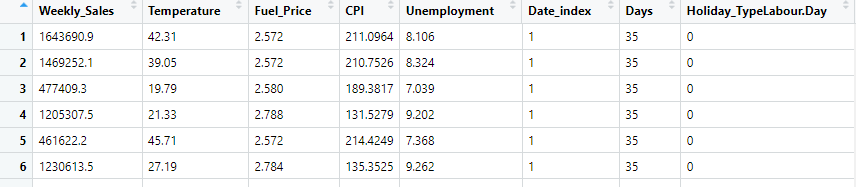 Weekly_Sales Temperature Fuel_Price CPI Unemployment Date_index Days Holiday_TypeLabour.Day
1 1643690.9 42.31 2.572 211.0964 8.106 1 35 0
2 1469252.1 39.05 2.572 210.7526 8.324 1 35 0
3 477409.3 19.79 2.580 189.3817 7.039 1 35 0
4 1205307.5 21.33 2.788 131.5279 9.202 1 35 0
5 461622.2 45.71 2.572 214.4249 7.368 1 35 0
6 1230613.5 27.19 2.784 135.3525 9.262 1 35 0